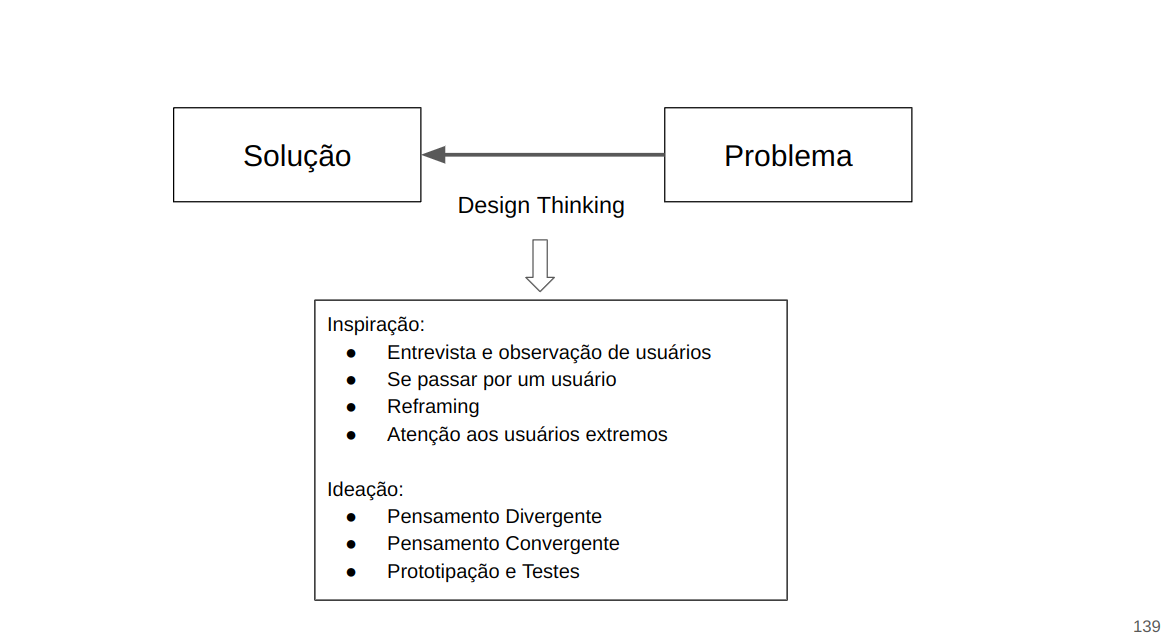 Solução
Problema
Design Thinking
Inspiração:
● Entrevista e observação de usuários
● Se passar por um usuário
● Reframing
● Atenção aos usuários extremos
Ideação:
● Pensamento Divergente
● Pensamento Convergente
● Prototipação e Testes
139